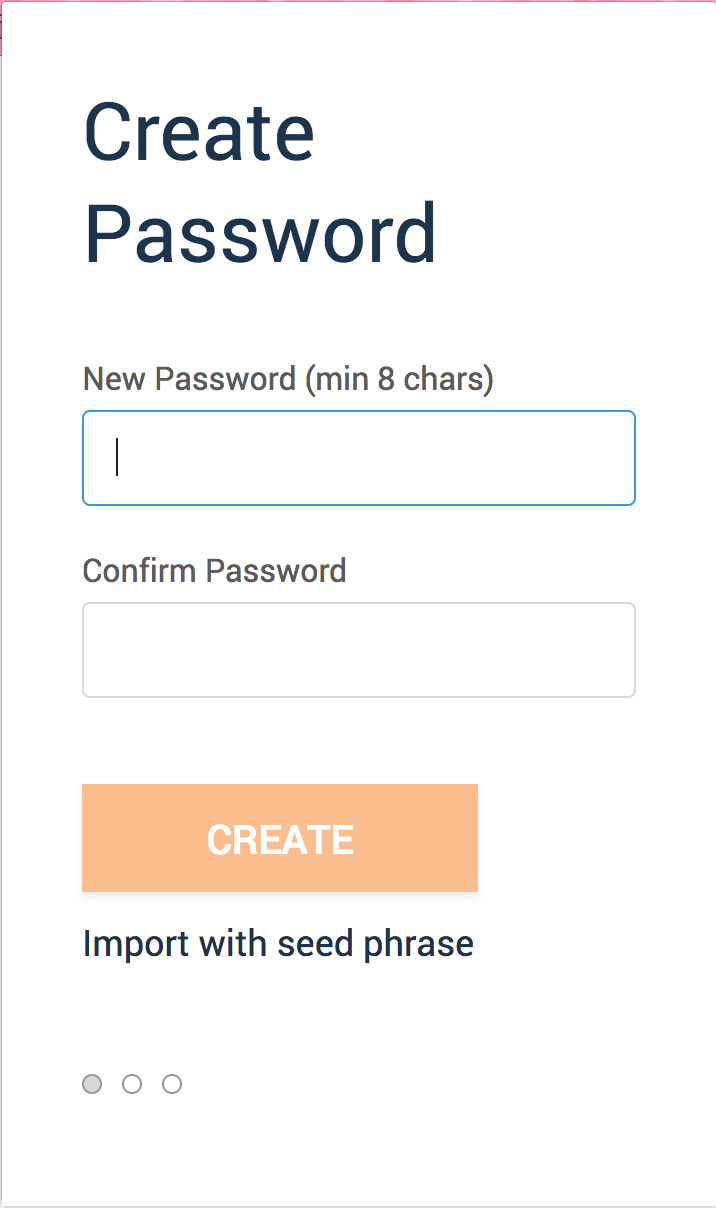 Create
Password
New Password (min 8 chars)
Confirm Password
CREATE
Import with seed phrase